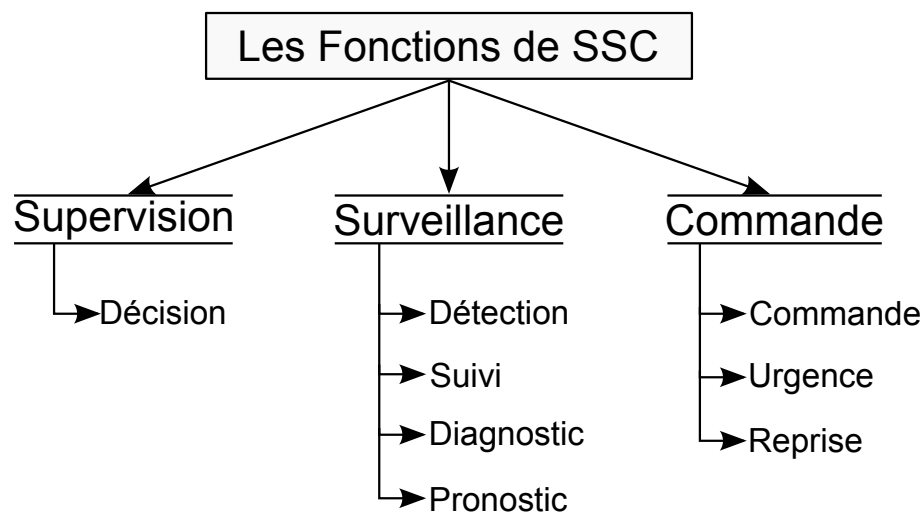 Les Fonctions de SSC
Supervision
Décision
Surveillance
Détection
Suivi
Diagnostic
Pronostic
Commande
Commande
Urgence
Reprise